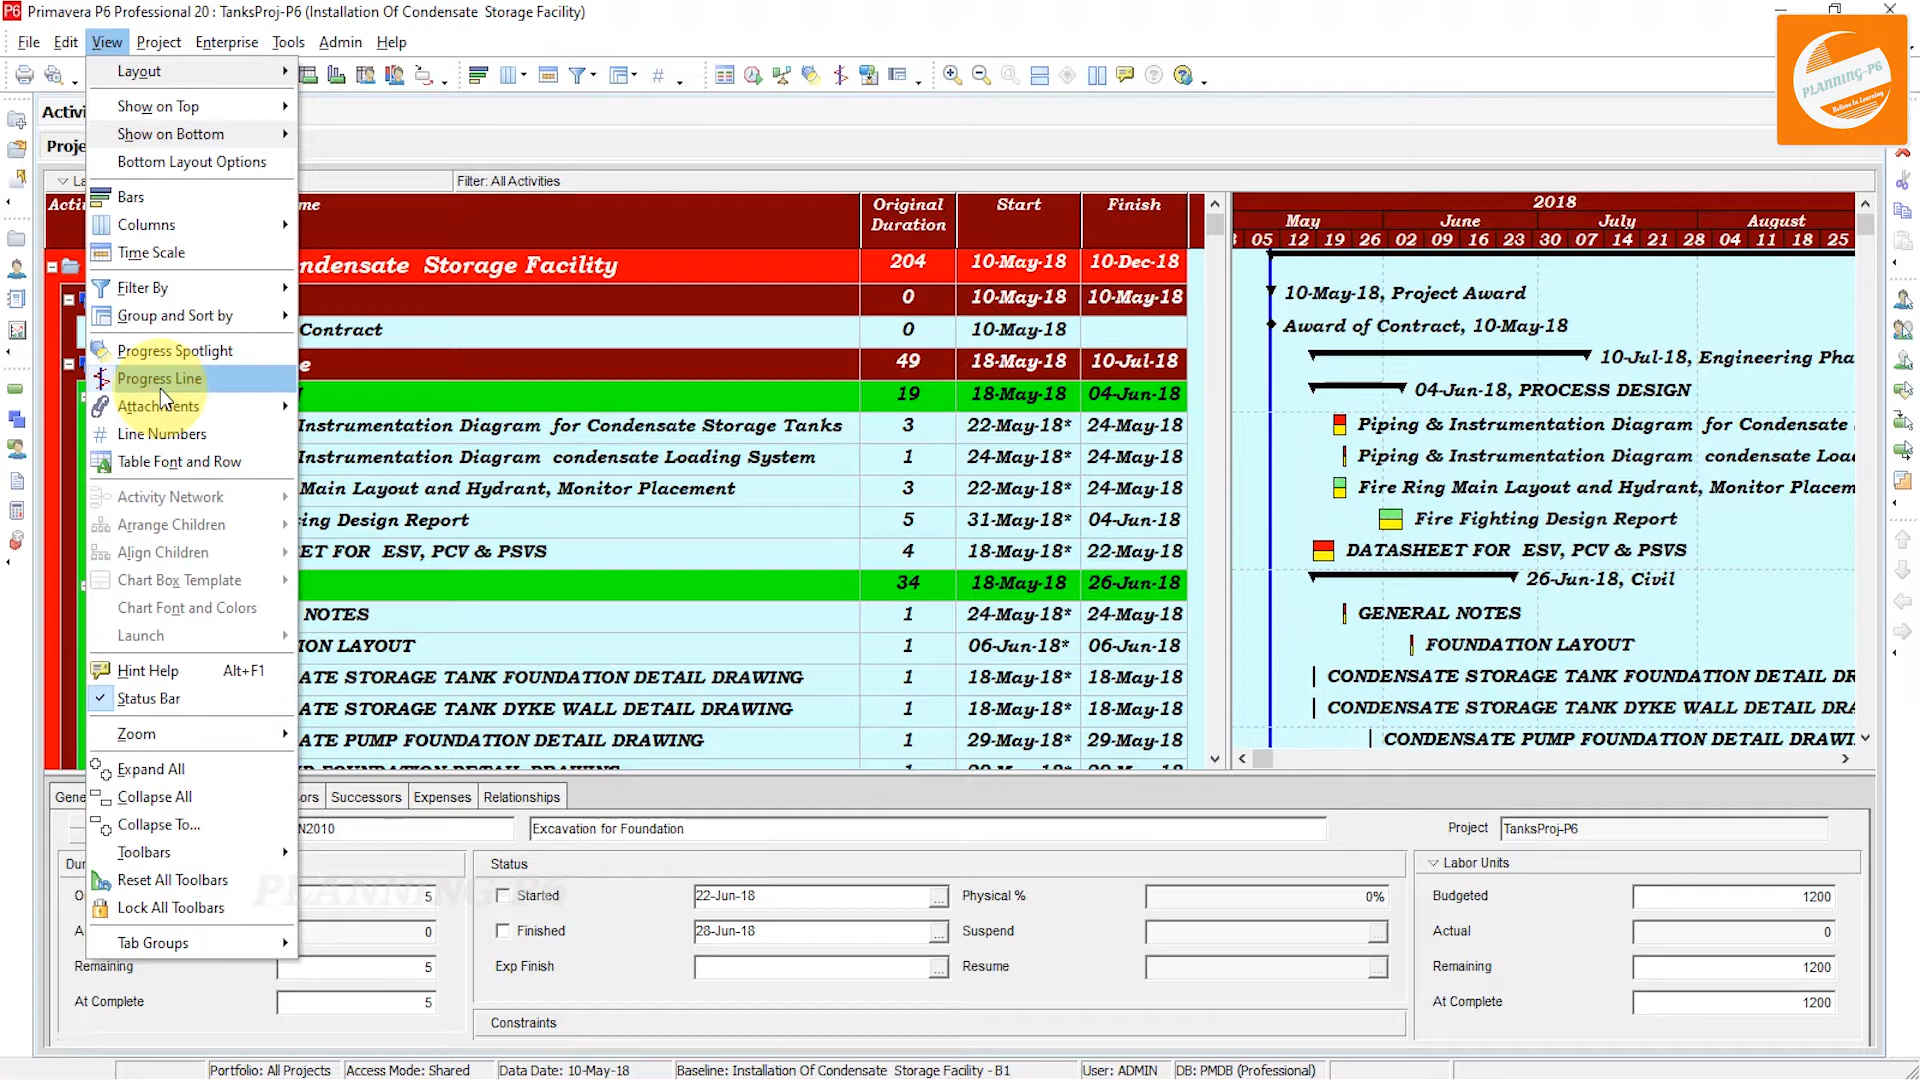 Primavera P6 Professional 20 : TanksProj-P6 (Installation Of Condensate Storage Facility)
File Edit View Project Enterprise Tools Admin Help
PLANNING-P6
Believe In Learning
Layout
Show on Top
Show on Bottom
Bottom Layout Options
Bars
Columns
Time Scale
Filter By
Group and Sort by
Progress Spotlight
Progress Line
Attachments
Line Numbers
Table Font and Row
Activity Network
Arrange Children
Align Children
Chart Box Template
Chart Font and Colors
Launch
Hint Help Alt+F1
Status Bar
Zoom
Expand All
Collapse All
Collapse To...
Toolbars
Reset All Toolbars
Lock All Toolbars
Tab Groups
Activi
Proje
La Filter: All Activities
Acti me Original Duration Start Finish
ndensate Storage Facility 204 10-May-18 10-Dec-18
0 10-May-18 10-May-18
Contract 0 10-May-18
e 49 18-May-18 10-Jul-18
19 18-May-18 04-Jun-18
Instrumentation Diagram for Condensate Storage Tanks 3 22-May-18* 24-May-18
Instrumentation Diagram condensate Loading System 1 24-May-18* 24-May-18
Main Layout and Hydrant, Monitor Placement 3 22-May-18* 24-May-18
ing Design Report 5 31-May-18* 04-Jun-18
ET FOR ESV, PCV & PSVS 4 18-May-18* 22-May-18
34 18-May-18 26-Jun-18
NOTES 1 24-May-18* 24-May-18
ION LAYOUT 1 06-Jun-18* 06-Jun-18
ATE STORAGE TANK FOUNDATION DETAIL DRAWING 1 18-May-18* 18-May-18
ATE STORAGE TANK DYKE WALL DETAIL DRAWING 1 18-May-18* 18-May-18
ATE PUMP FOUNDATION DETAIL DRAWING 1 29-May-18* 29-May-18
2018
May June July August
05 12 19 26 02 09 16 23 30 07 14 21 28 04 11 18 25
10-May-18, Project Award
Award of Contract, 10-May-18
10-Jul-18, Engineering Pha
04-Jun-18, PROCESS DESIGN
Piping & Instrumentation Diagram for Condensate
Piping & Instrumentation Diagram condensate Loa
Fire Ring Main Layout and Hydrant, Monitor Placem
Fire Fighting Design Report
DATASHEET FOR ESV, PCV & PSVS
26-Jun-18, Civil
GENERAL NOTES
FOUNDATION LAYOUT
CONDENSATE STORAGE TANK FOUNDATION DETAIL DR
CONDENSATE STORAGE TANK DYKE WALL DETAIL DRA
CONDENSATE PUMP FOUNDATION DETAIL DRAWI
Gene ors Successors Expenses Relationships
N2010 Excavation for Foundation Project TanksProj-P6
Dur Status Labor Units
PLANNING-P6
O 5 Started 22-Jun-18 ... Physical % 0% Budgeted 1200
A 0 Finished 28-Jun-18 ... Suspend ... Actual 0
Remaining 5 Exp Finish ... Resume ... Remaining 1200
At Complete 5 At Complete 1200
Constraints
Portfolio: All Projects Access Mode: Shared Data Date: 10-May-18 Baseline: Installation Of Condensate Storage Facility - B1 User: ADMIN DB: PMDB (Professional)